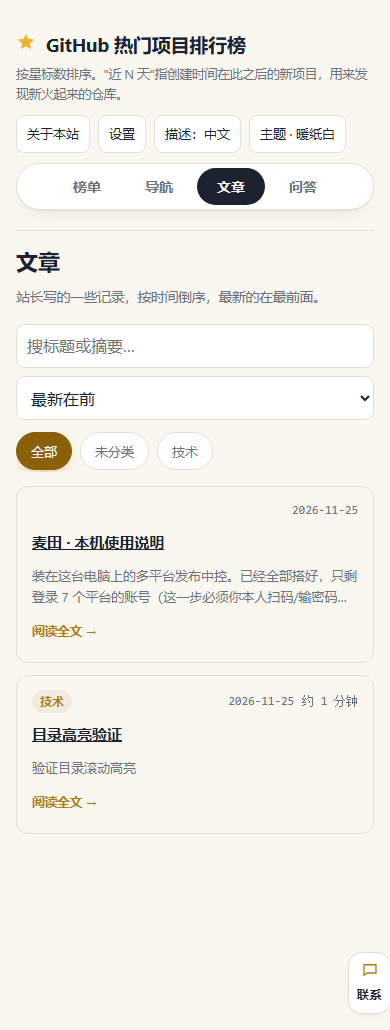 GitHub 热门项目排行榜
按星标数排序。"近 N 天"指创建时间在此之后的新项目，用来发
现新火起来的仓库。
关于本站 设置 描述：中文 主题 · 暖纸白
榜单 导航 文章 问答
文章
站长写的一些记录，按时间倒序，最新的在最前面。
搜标题或摘要...
最新在前
全部 未分类 技术
2026-11-25
麦田 · 本机使用说明
装在这台电脑上的多平台发布中控。已经全部搭好，只剩
登录 7 个平台的账号（这一步必须你本人扫码/输密码...
阅读全文 →
技术 2026-11-25 约 1 分钟
目录高亮验证
验证目录滚动高亮
阅读全文 →
联系